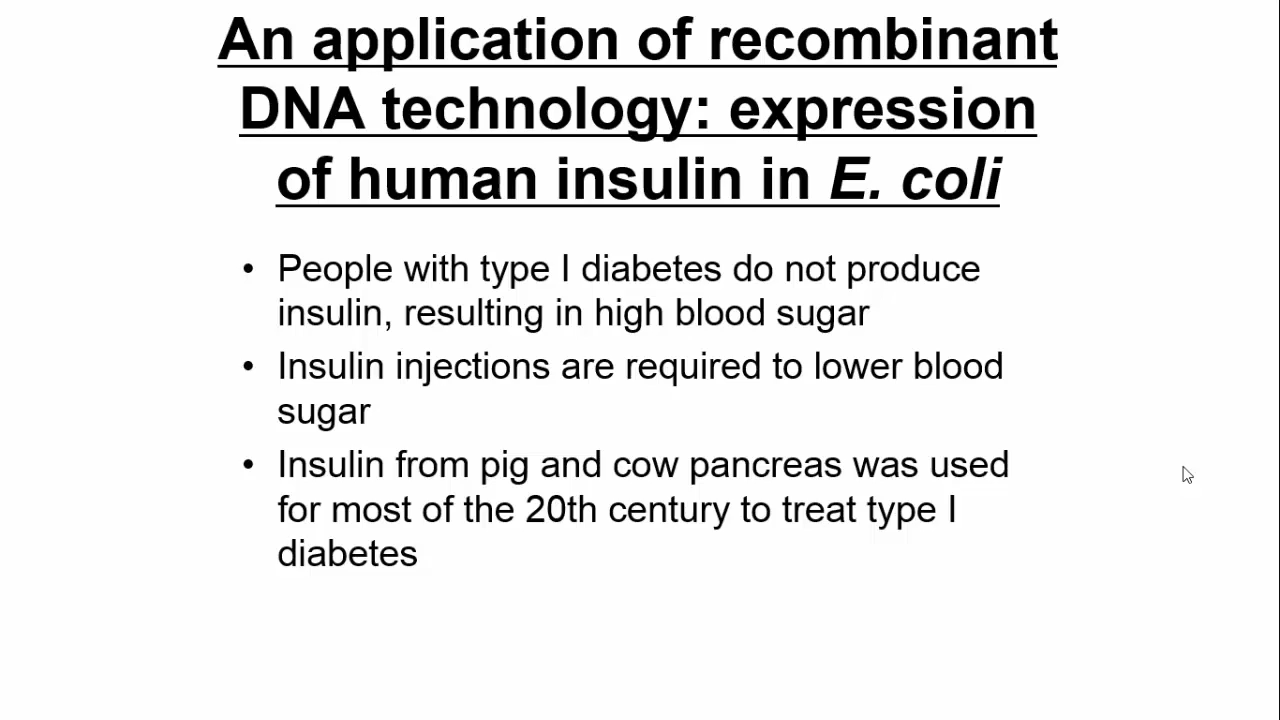 An application of recombinant
DNA technology: expression
of human insulin in E. coli
• People with type I diabetes do not produce
insulin, resulting in high blood sugar
• Insulin injections are required to lower blood
sugar
• Insulin from pig and cow pancreas was used
for most of the 20th century to treat type I
diabetes